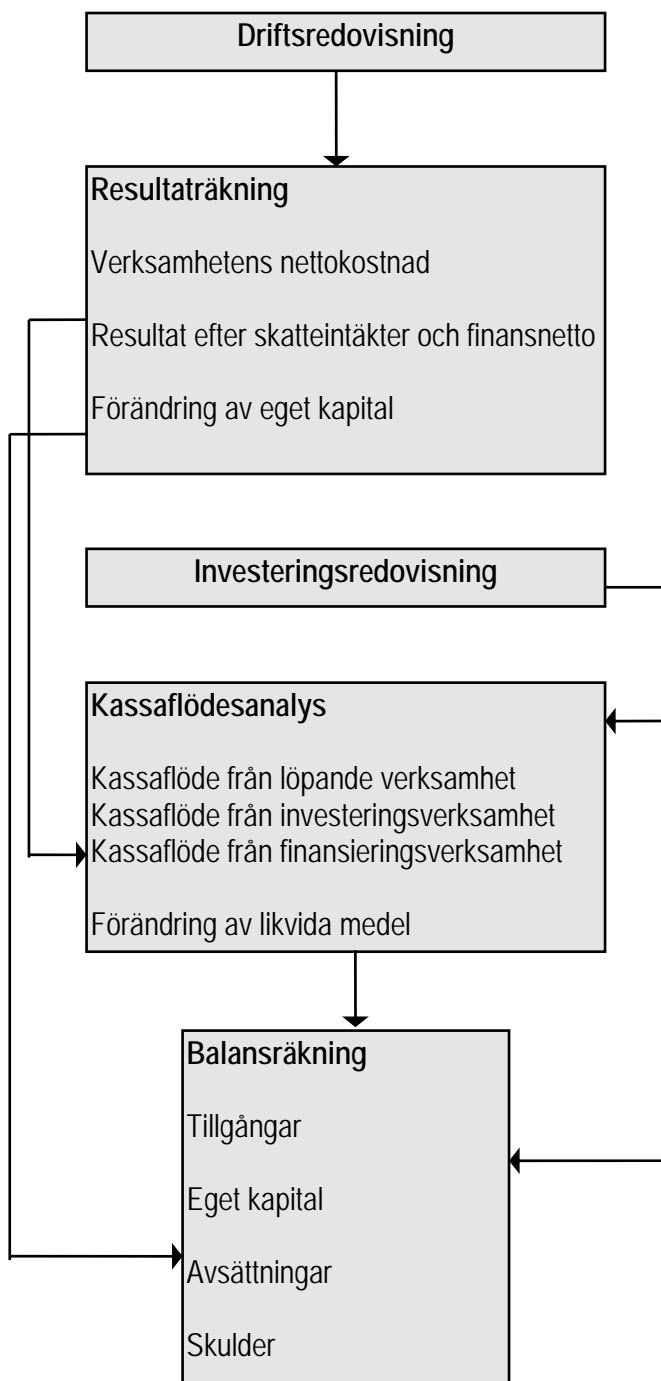 Driftsredovisning
Resultaträkning
Verksamhetens nettokostnad
Resultat efter skatteintäkter och finansnetto
Förändring av eget kapital
Investeringsredovisning
Kassaflödesanalys
Kassaflöde från löpande verksamhet
Kassaflöde från investeringsverksamhet
Kassaflöde från finansieringsverksamhet
Förändring av likvida medel
Balansräkning
Tillgångar
Eget kapital
Avsättningar
Skulder